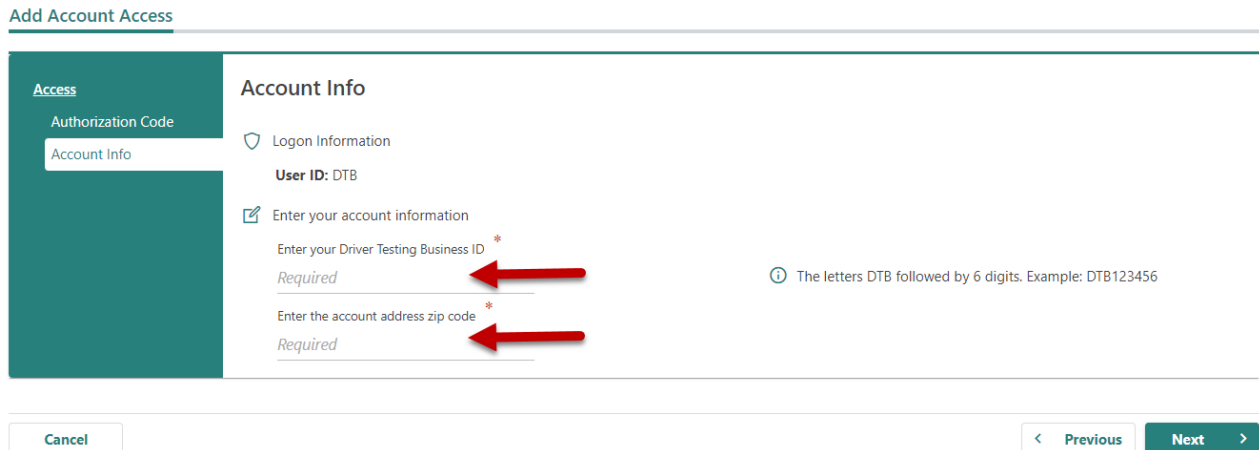 Add Account Access
Access
Authorization Code
Account Info
Account Info
Logon Information
User ID: DTB
Enter your account information
Enter your Driver Testing Business ID *
Required
The letters DTB followed by 6 digits. Example: DTB123456
Enter the account address zip code *
Required
Cancel
< Previous
Next >